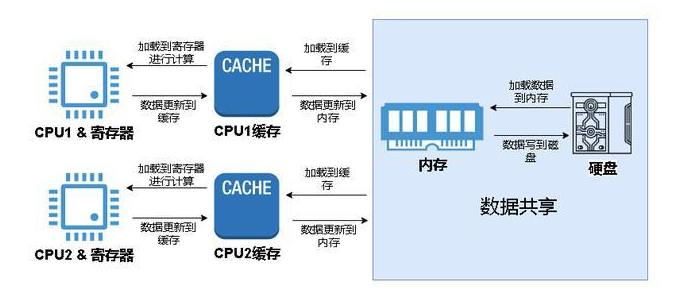 加载到寄存器
进行计算
数据更新到
缓存
CPU1 & 寄存器
CACHE
CPU1缓存
加载到缓
存
数据更新到
内存
加载到寄存器
进行计算
数据更新到
缓存
CPU2 & 寄存器
CACHE
CPU2缓存
加载到缓
存
数据更新到
内存
内存
加载数据
到内存
数据写到磁
盘
硬盘
数据共享